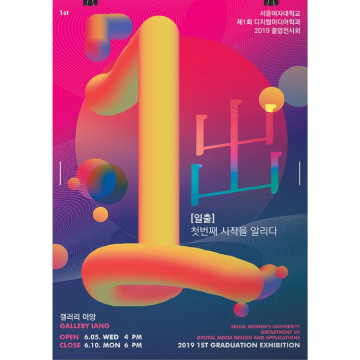 1st
서울여자대학교
제1회 디지털미디어학과
2019 졸업전시회
1
出
[일출]
첫번째 시작을 알리다
갤러리 이앙
GALLERY IANG
OPEN 6.05. WED 4 PM
CLOSE 6.10. MON 6 PM
SEOUL WOMEN'S UNIVERSITY
DEPARTMENT OF
DIGITAL MEDIA DESIGN AND APPLICATIONS
2019 1ST GRADUATION EXHIBITION